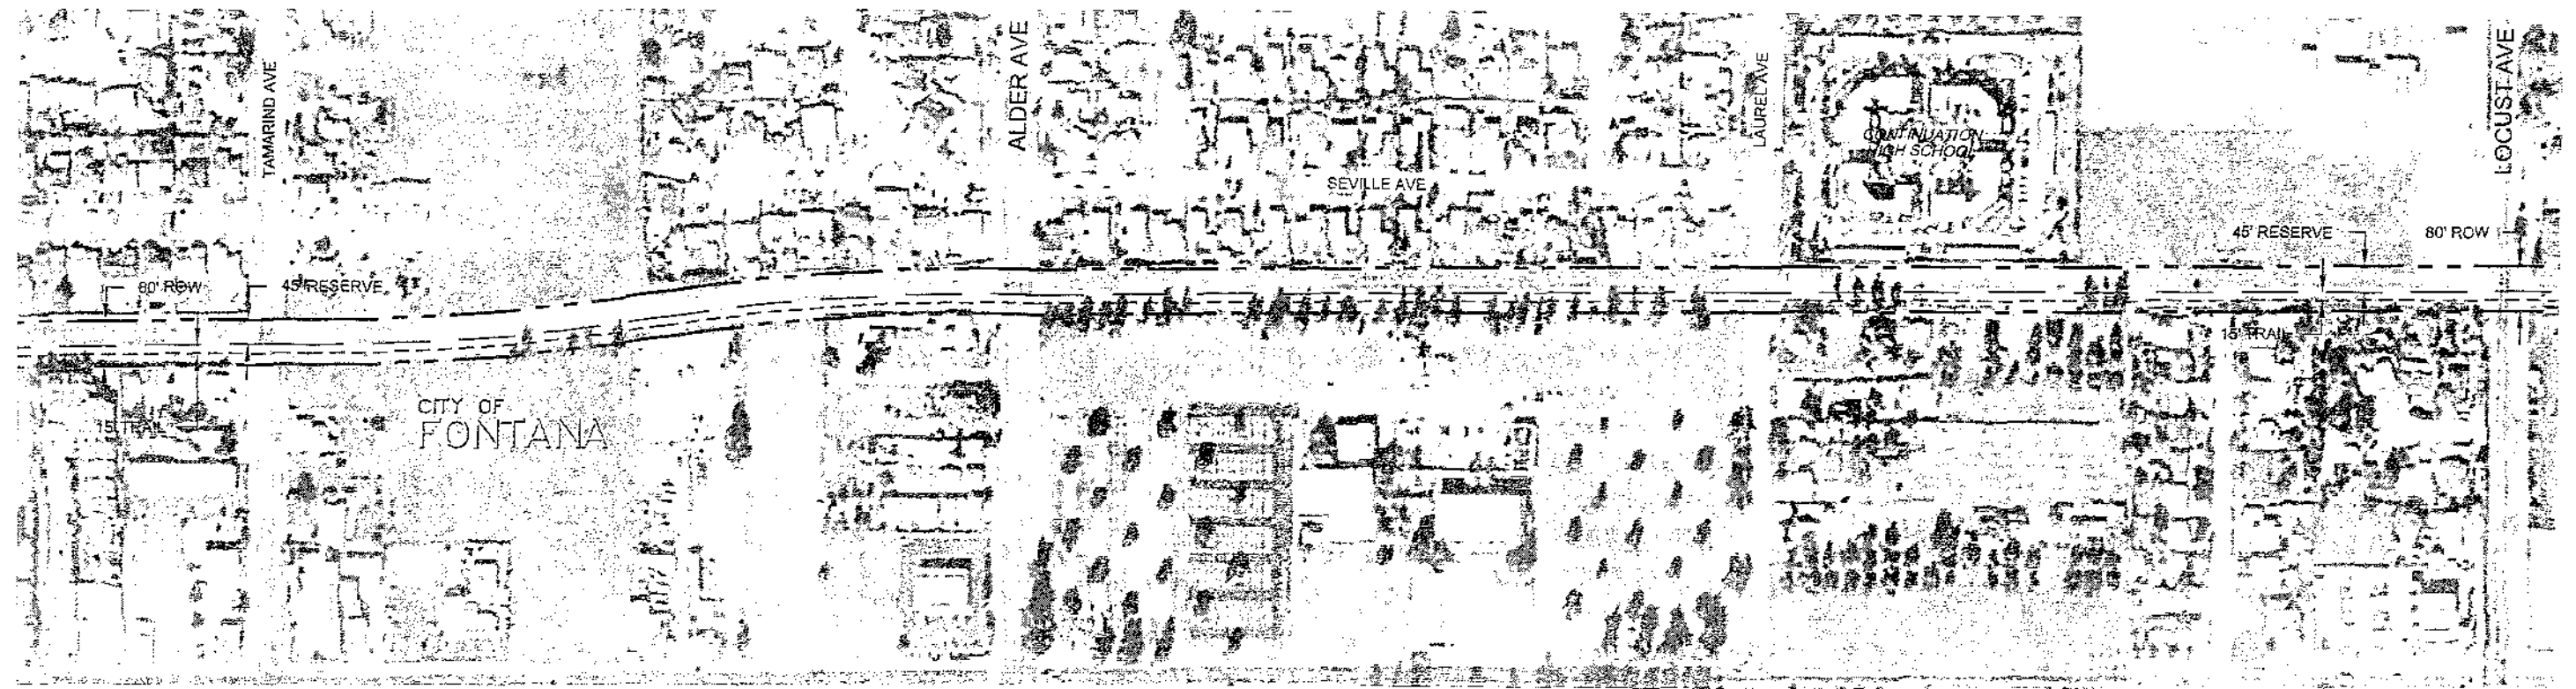 TAMARIND AVE
ALDER AVE
LAUREL AVE
LOCUST AVE
CONTINUATION
HIGH SCHOOL
SEVILLE AVE
45' RESERVE
80' ROW
80' ROW
45' RESERVE
15' TRAIL
CITY OF
FONTANA
15' TRAIL